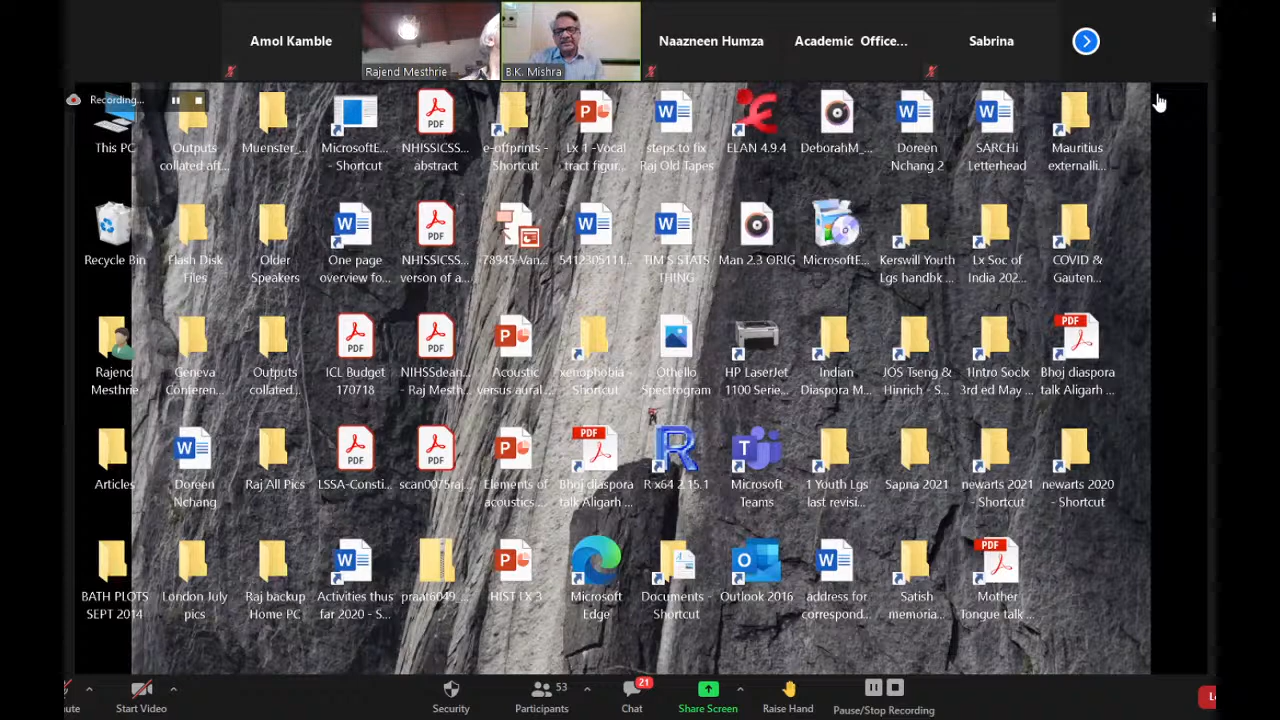 Amol Kamble
Rajend Mesthrie
B.K. Mishra
Naazneen Humza
Academic Office...
Sabrina
Recording...
This PC
Outputs
collated aft...
Muenster_...
MicrosoftE...
- Shortcut
NHISSICSS...
abstract
e-offprints -
Shortcut
Lx 1 -Vocal
tract figur...
steps to fix
Raj Old Tapes
ELAN 4.9.4
DeborahM_...
Doreen
Nchang 2
SARCHi
Letterhead
Mauritius
externalli...
Recycle Bin
Flash Disk
Files
Older
Speakers
One page
overview fo...
NHISSICSS...
verson of a...
78945 Van...
5412305111...
TIM'S STATS
THING
Man 2.3 ORIG
MicrosoftE...
Kerswill Youth
Lgs handbk ...
Lx Soc of
India 202...
COVID &
Gauten...
Rajend
Mesthrie
Geneva
Conferen...
Outputs
collated...
ICL Budget
170718
NIHSSdean...
- Raj Mesth...
Acoustic
versus aural...
xenophobia -
Shortcut
Othello
Spectrogram
HP LaserJet
1100 Serie...
Indian
Diaspora M...
JOS Tseng &
Hinrich - S...
1Intro Soclx
3rd ed May ...
Bhoj diaspora
talk Aligarh ...
Articles
Doreen
Nchang
Raj All Pics
LSSA-Consti...
scan0075raj...
Elements of
acoustics...
Bhoj diaspora
talk Aligarh ...
R x64 2.15.1
Microsoft
Teams
1 Youth Lgs
last revisi...
Sapna 2021
newarts 2021
- Shortcut
newarts 2020
- Shortcut
BATH PLOTS
SEPT 2014
London July
pics
Raj backup
Home PC
Activities thus
far 2020 - S...
praat6049_...
HIST LX 3
Microsoft
Edge
Documents -
Shortcut
Outlook 2016
address for
correspond...
Satish
memoria...
Mother
Tongue talk ...
Start Video
Security
53
Participants
21
Chat
Share Screen
Raise Hand
Pause/Stop Recording